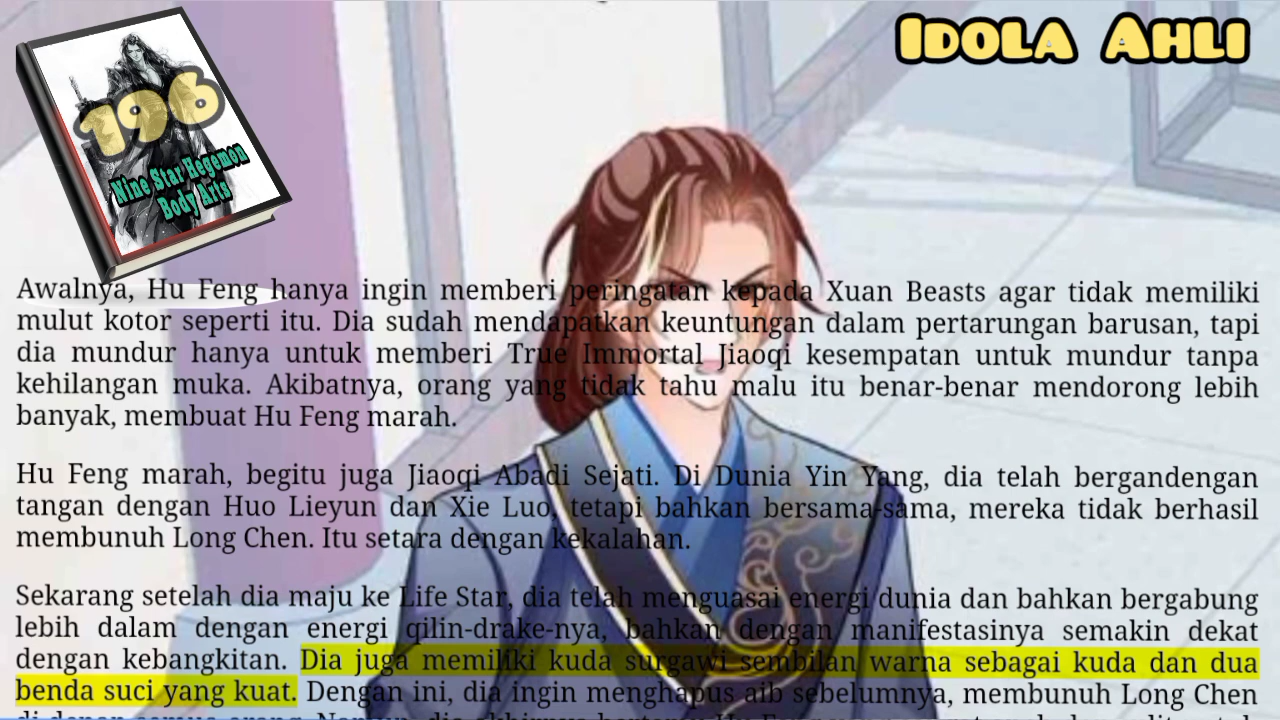 Idola Ahli
196
Nine Star Hegemon
Body Arts
Awalnya, Hu Feng hanya ingin memberi peringatan kepada Xuan Beasts agar tidak memiliki
mulut kotor seperti itu. Dia sudah mendapatkan keuntungan dalam pertarungan barusan, tapi
dia mundur hanya untuk memberi True Immortal Jiaoqi kesempatan untuk mundur tanpa
kehilangan muka. Akibatnya, orang yang tidak tahu malu itu benar-benar mendorong lebih
banyak, membuat Hu Feng marah.
Hu Feng marah, begitu juga Jiaoqi Abadi Sejati. Di Dunia Yin Yang, dia telah bergandengan
tangan dengan Huo Lieyun dan Xie Luo, tetapi bahkan bersama-sama, mereka tidak berhasil
membunuh Long Chen. Itu setara dengan kekalahan.
Sekarang setelah dia maju ke Life Star, dia telah menguasai energi dunia dan bahkan bergabung
lebih dalam dengan energi qilin-drake-nya, bahkan dengan manifestasinya semakin dekat
dengan kebangkitan. Dia juga memiliki kuda surgawi sembilan warna sebagai kuda dan dua
benda suci yang kuat. Dengan ini, dia ingin menghapus aib sebelumnya, membunuh Long Chen